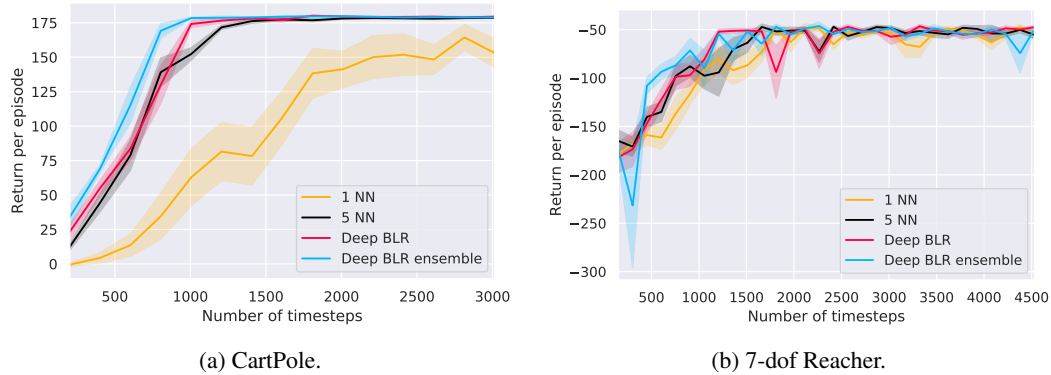 175
150
125
100
75
50
25
0
Return per episode
500
1000
1500
2000
2500
3000
Number of timesteps
1 NN
5 NN
Deep BLR
Deep BLR ensemble
(a) CartPole.
−50
−100
−150
−200
−250
−300
Return per episode
500
1000
1500
2000
2500
3000
3500
4000
4500
Number of timesteps
1 NN
5 NN
Deep BLR
Deep BLR ensemble
(b) 7-dof Reacher.